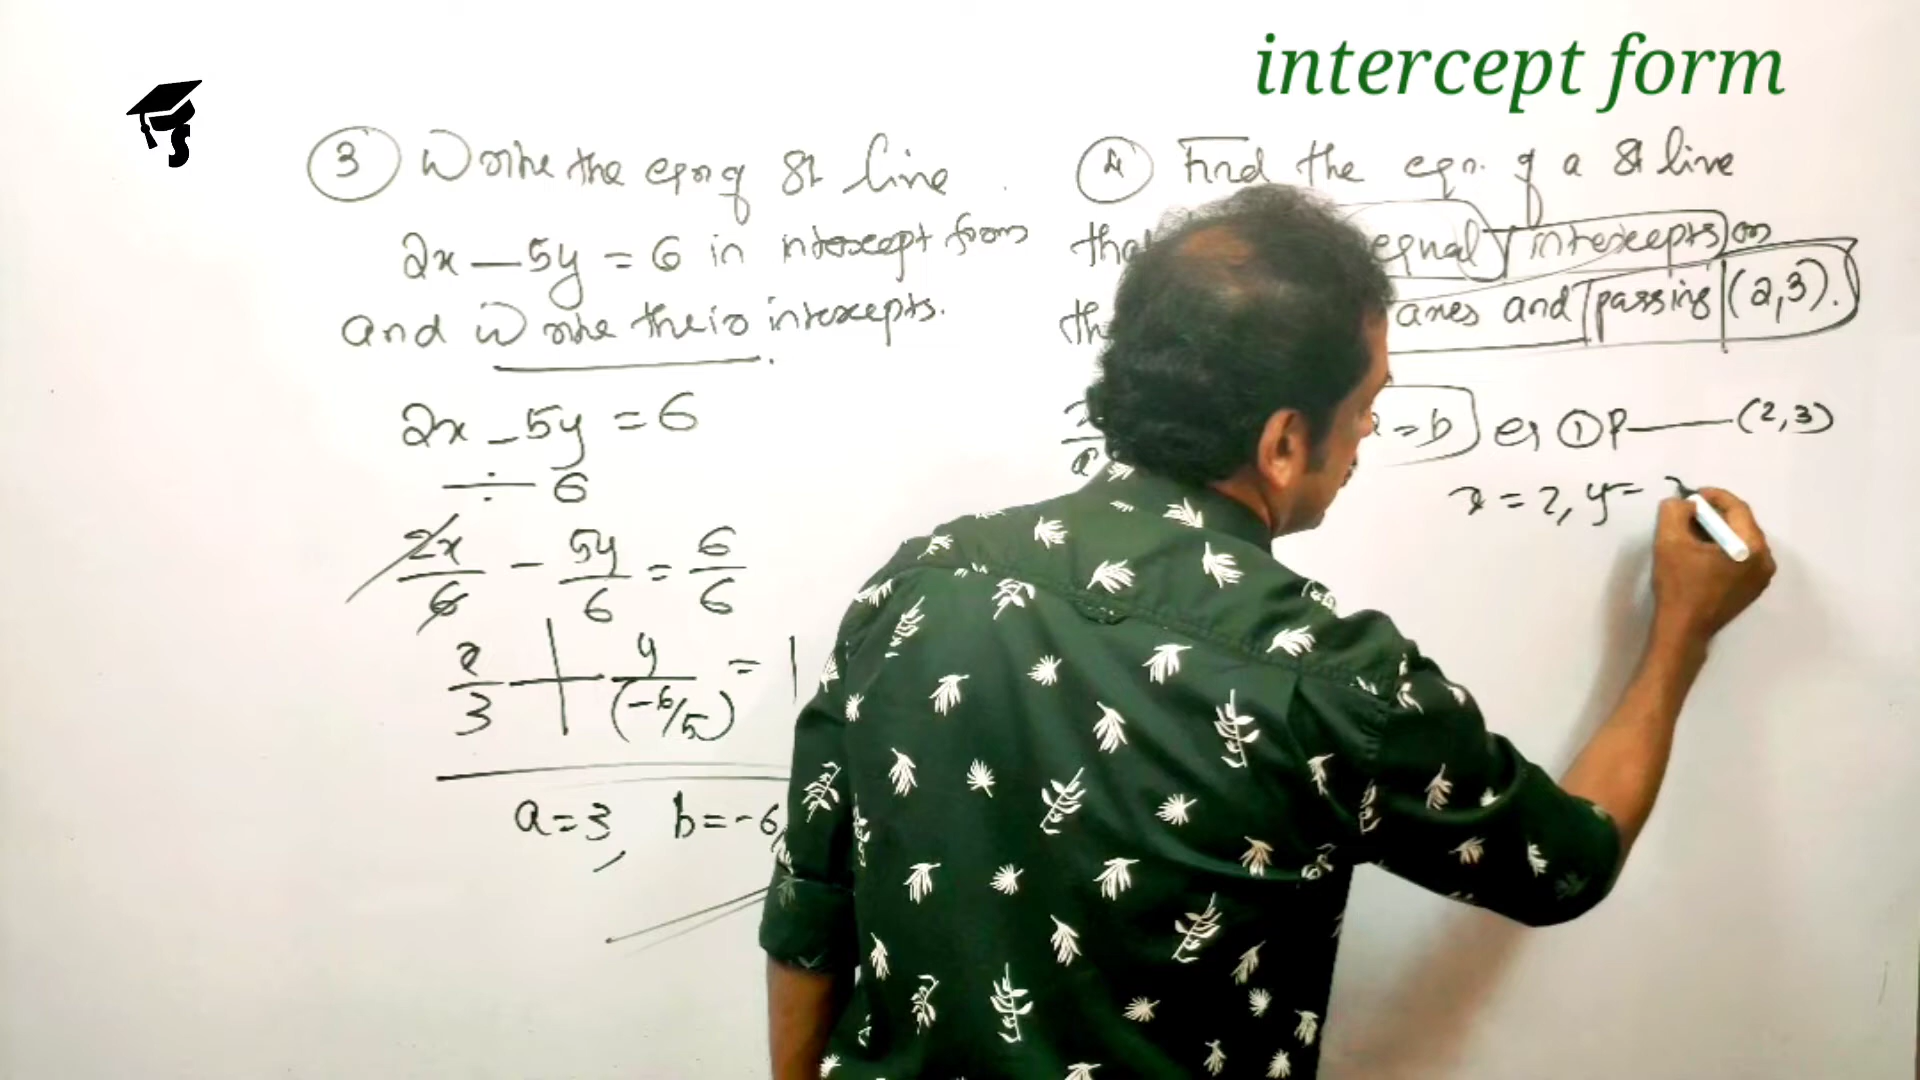 intercept form
③ Write the eqn of St line
2x - 5y = 6 in intercept form
and write their intercepts.
2x - 5y = 6
÷ 6
2x/6 - 5y/6 = 6/6
x/3 + y/(-6/5) = 1
a = 3, b = -6
④ Find the eqn. of a St line
equal intercepts on
axes and passing (2,3).
= b eq ① P——(2,3)
x = 2, y =